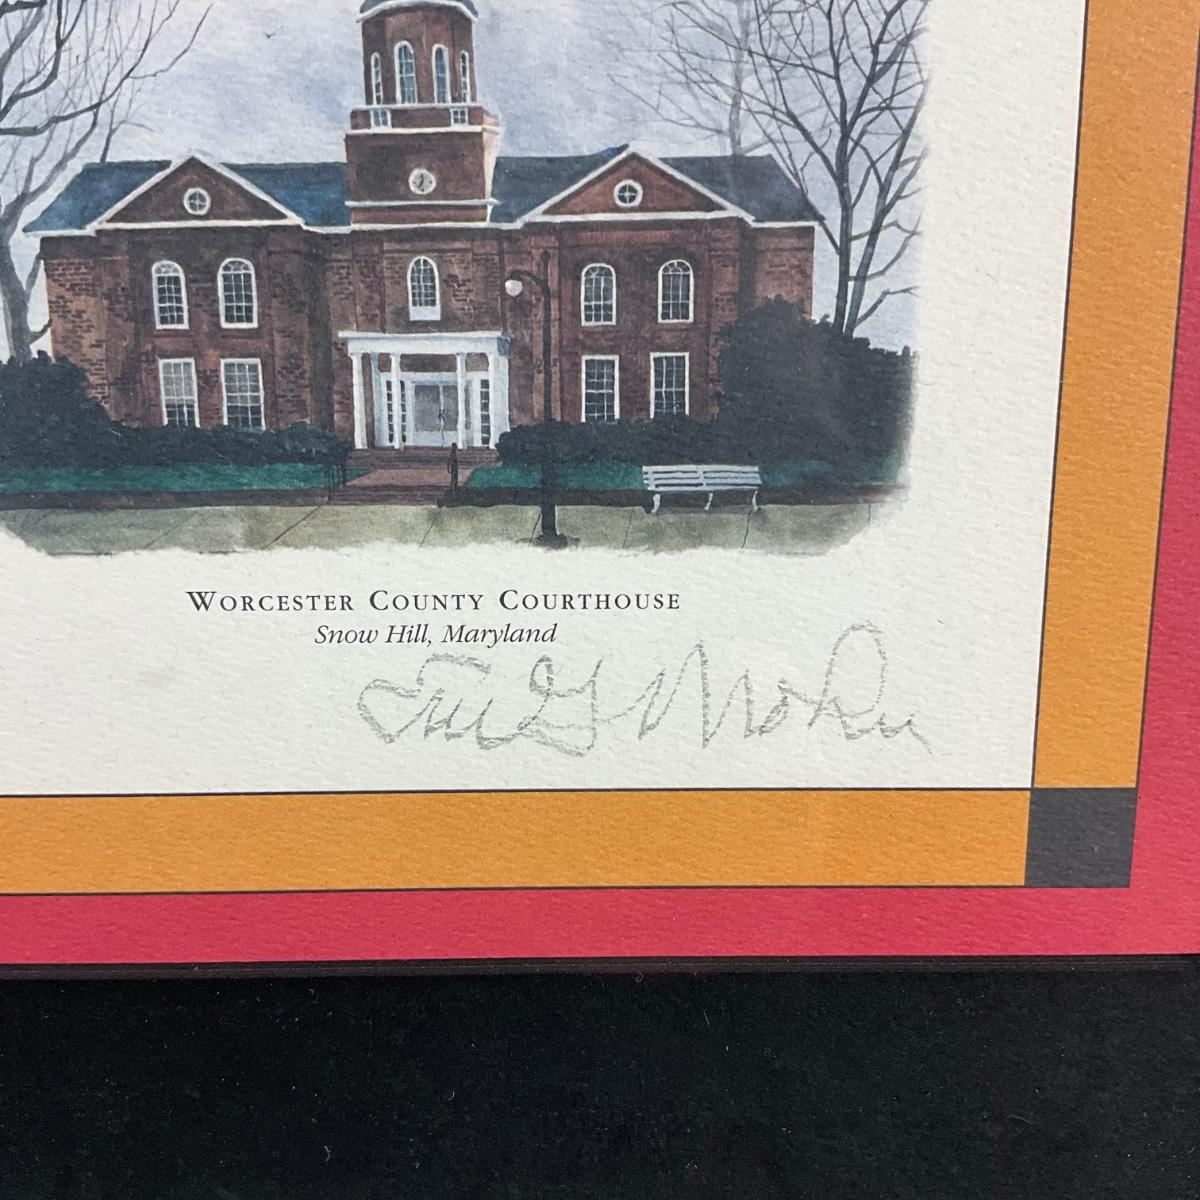 WORCESTER COUNTY COURTHOUSE
Snow Hill, Maryland